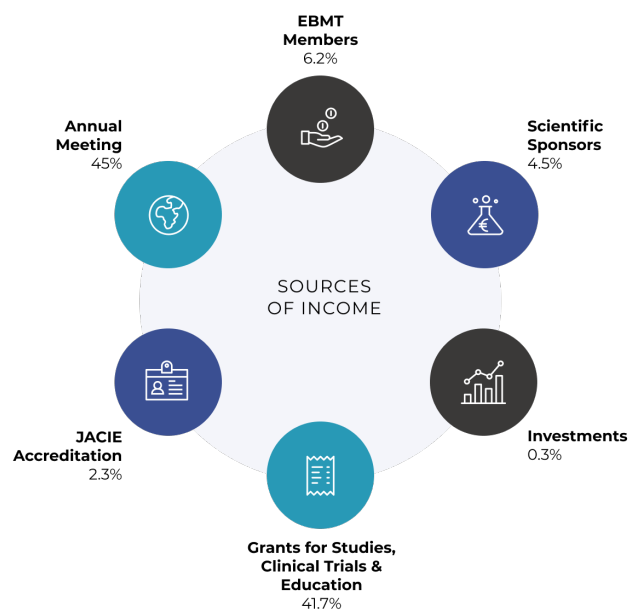 EBMT
Members
6.2%
Annual
Meeting
45%
Scientific
Sponsors
4.5%
€
SOURCES
OF INCOME
JACIE
Accreditation
2.3%
Investments
0.3%
Grants for Studies,
Clinical Trials &
Education
41.7%